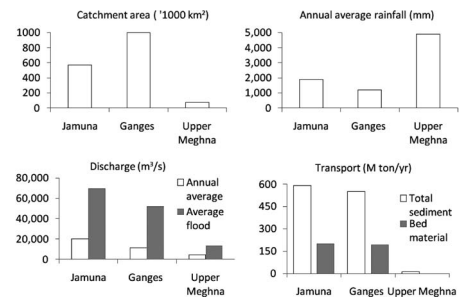 Catchment area ( '1000 km²)
1000
800
600
400
200
0
Jamuna Ganges Upper
Meghna
Annual average rainfall (mm)
5,000
4,000
3,000
2,000
1,000
0
Jamuna Ganges Upper
Meghna
Discharge (m³/s)
80,000
60,000
40,000
20,000
0
Annual
average
Average
flood
Jamuna Ganges Upper
Meghna
Transport (M ton/yr)
600
450
300
150
0
Total
sediment
Bed
material
Jamuna Ganges Upper Meghna